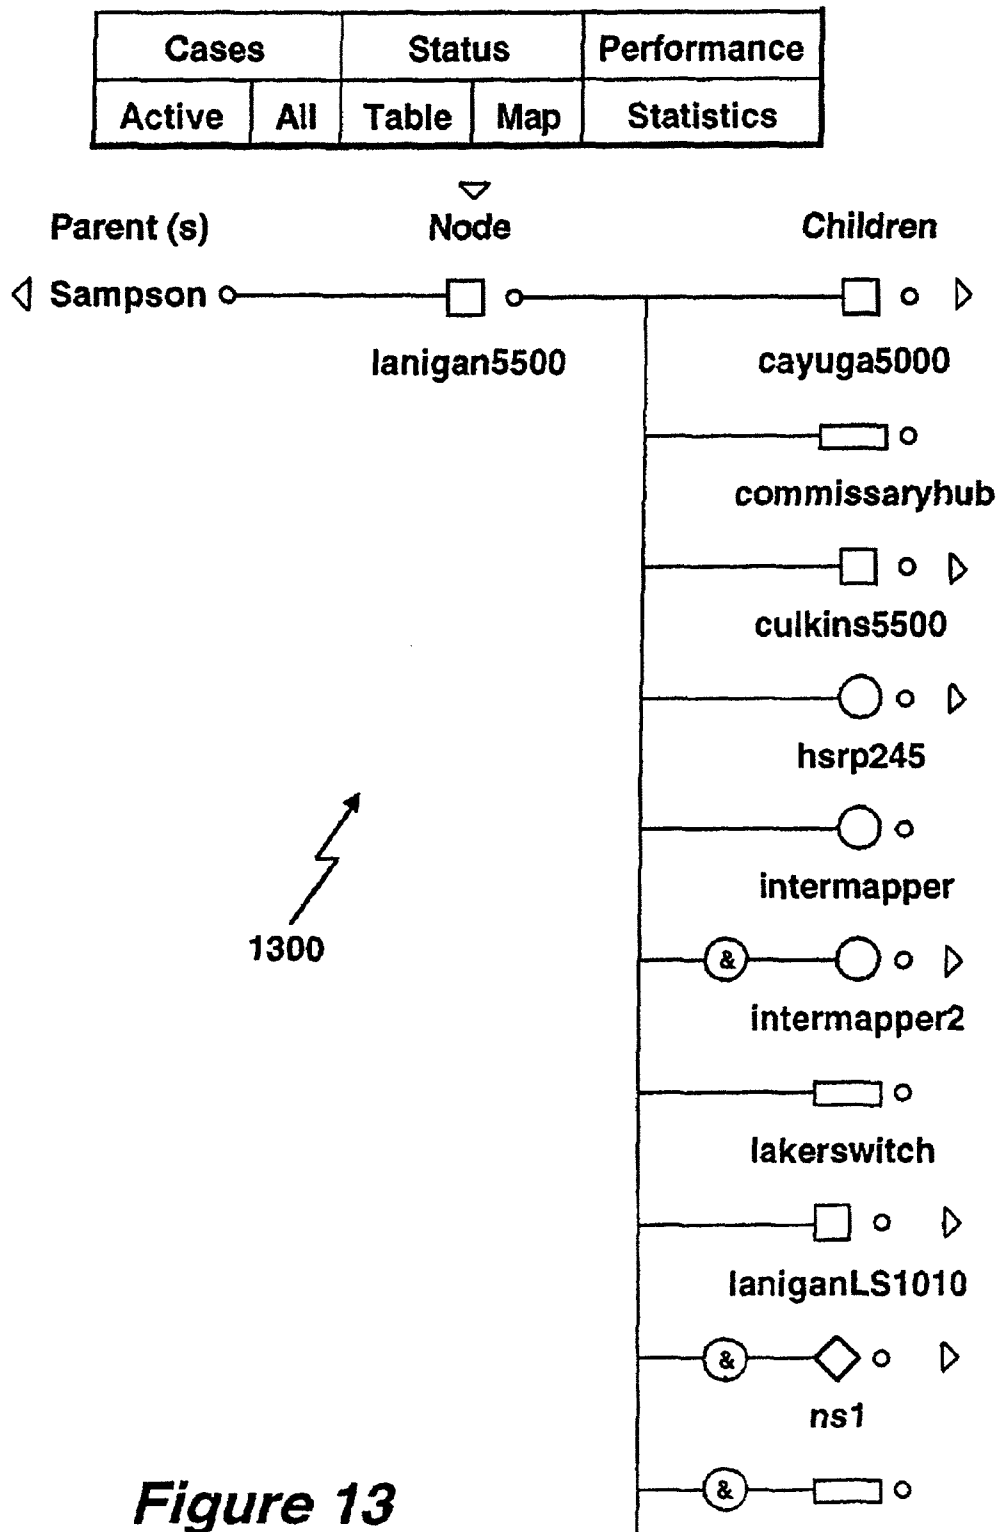 Cases Status Performance
Active All Table Map Statistics
Parent (s) Node Children
Sampson
lanigan5500 cayuga5000
commissaryhub
culkins5500
hsrp245
intermapper
1300
&
intermapper2
lakerswitch
laniganLS1010
&
ns1
&
Figure 13